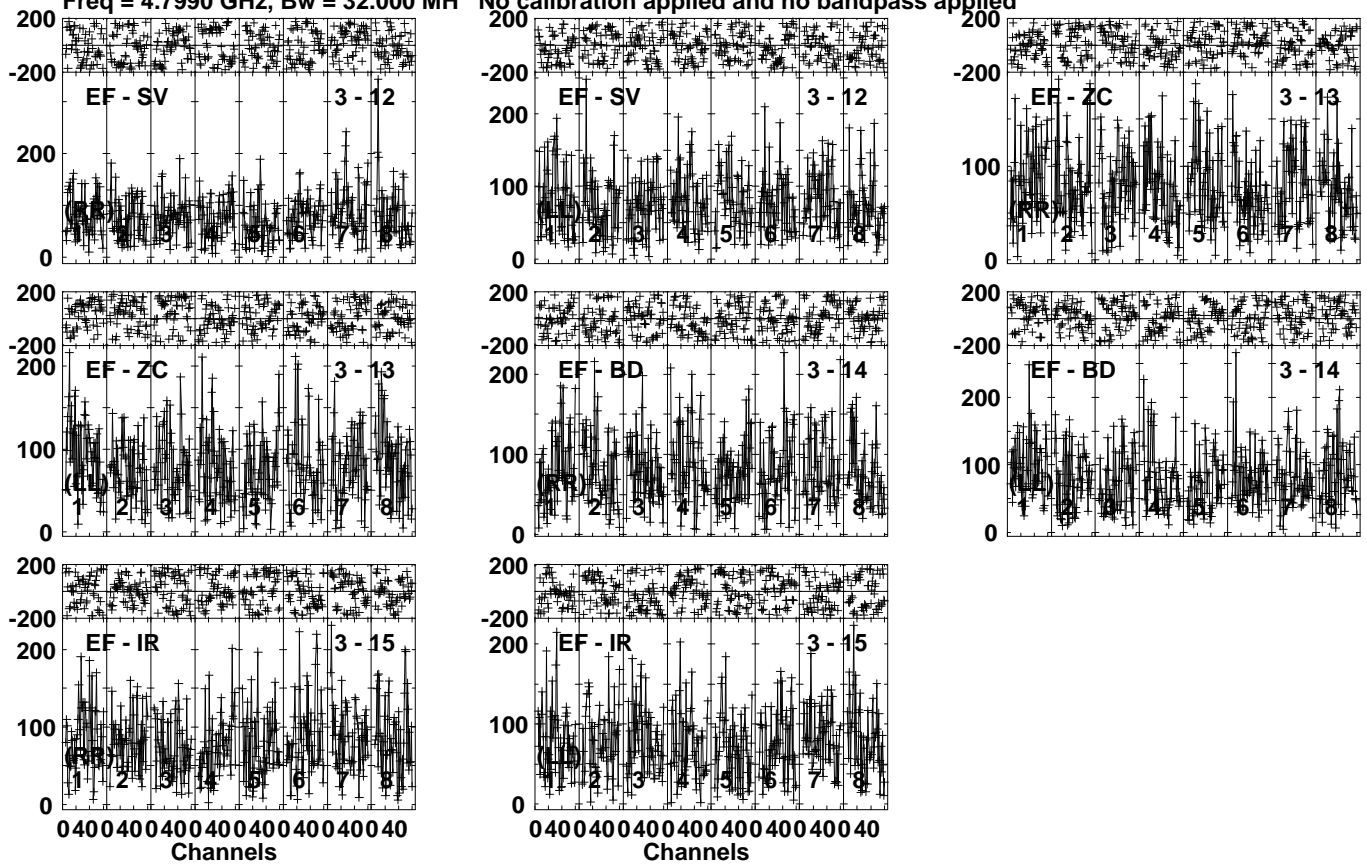 Freq = 4.7990 GHz, Bw = 32.000 MH No calibration applied and no bandpass applied
200 200 200
-200 -200 -200
EF - SV 3 - 12 EF - SV 3 - 12 EF - ZC 3 - 13
200 200 200
100 100
(RR) (LL) (RR)
1 2 3 4 5 6 7 8 1 2 3 4 5 6 7 8 1 2 3 4 5 6 7 8
0 0 0
200 200 200
-200 -200 -200
EF - ZC 3 - 13 EF - BD 3 - 14 EF - BD 3 - 14
200 200 200
100 100 100
(LL) (RR) (LL)
1 2 3 4 5 6 7 8 1 2 3 4 5 6 7 8 1 2 3 4 5 6 7 8
0 0 0
200 200
-200 -200
EF - IR 3 - 15 EF - IR 3 - 15
200 200
100 100
(RR) (LL)
1 2 3 4 5 6 7 8 1 2 3 4 5 6 7 8
0 0
0 40 0 40 0 40 0 40 0 40 0 40 0 40 0 40 0 40 0 40 0 40 0 40 0 40 0 40 0 40 0 40
Channels Channels